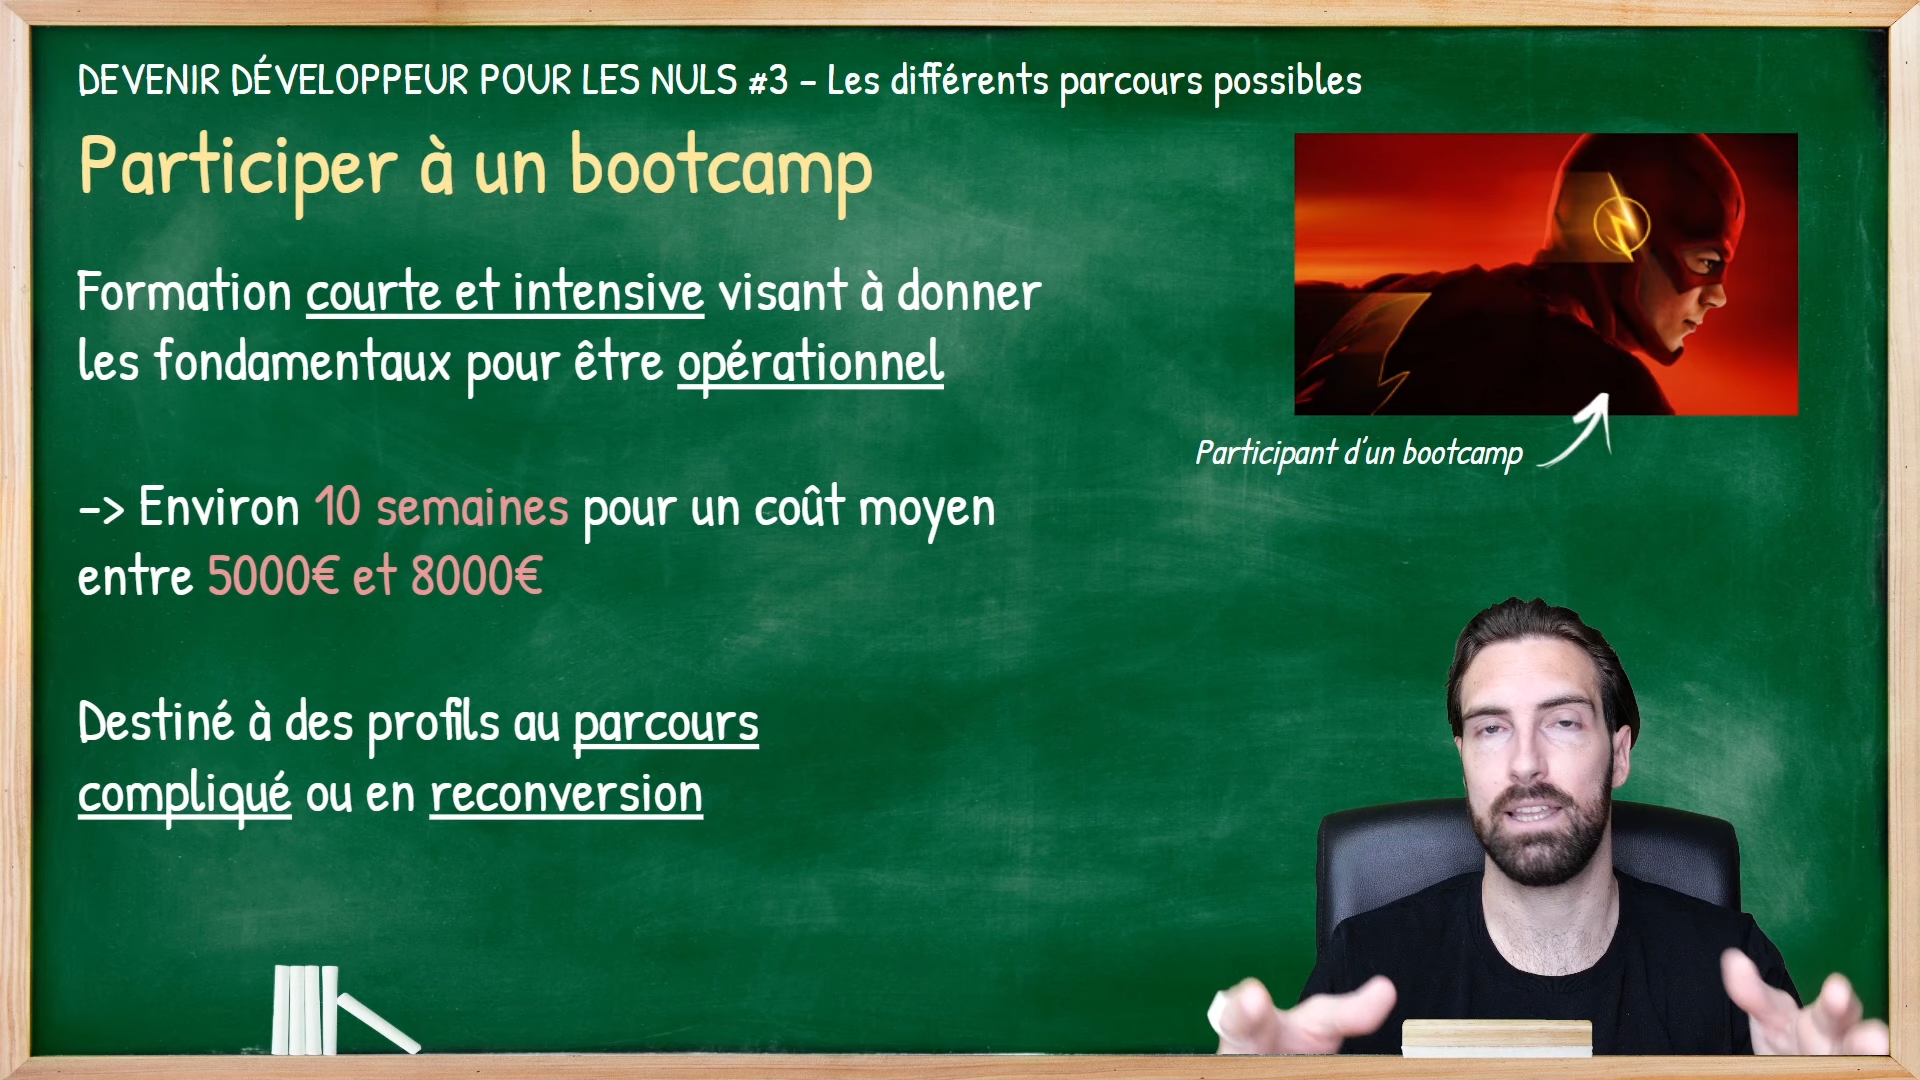 DEVENIR DÉVELOPPEUR POUR LES NULS #3 - Les différents parcours possibles
Participer à un bootcamp
Formation courte et intensive visant à donner
les fondamentaux pour être opérationnel
Participant d'un bootcamp
-> Environ 10 semaines pour un coût moyen
entre 5000€ et 8000€
Destiné à des profils au parcours
compliqué ou en reconversion